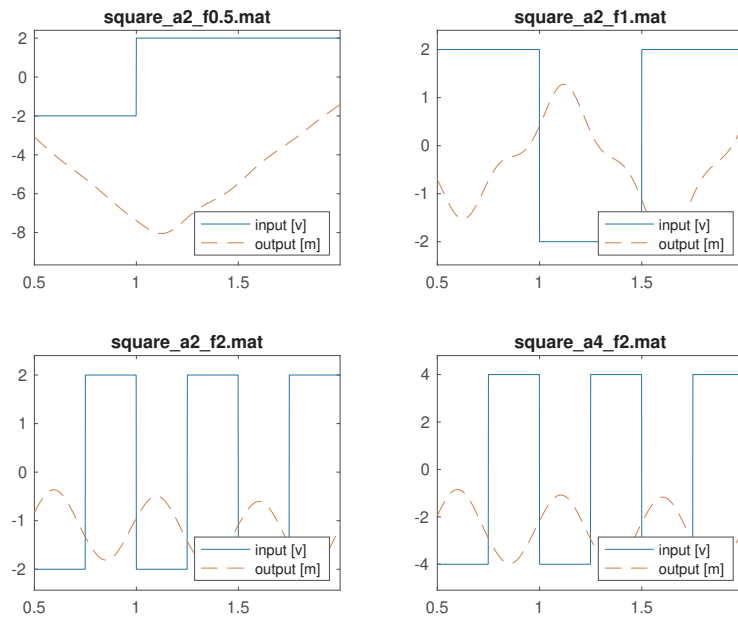 square_a2_f0.5.mat
2
0
-2
-4
-6
-8
0.5
1
1.5
input [v]
output [m]
square_a2_f1.mat
2
1
0
-1
-2
0.5
1
1.5
input [v]
output [m]
square_a2_f2.mat
2
1
0
-1
-2
0.5
1
1.5
input [v]
output [m]
square_a4_f2.mat
4
2
0
-2
-4
0.5
1
1.5
input [v]
output [m]